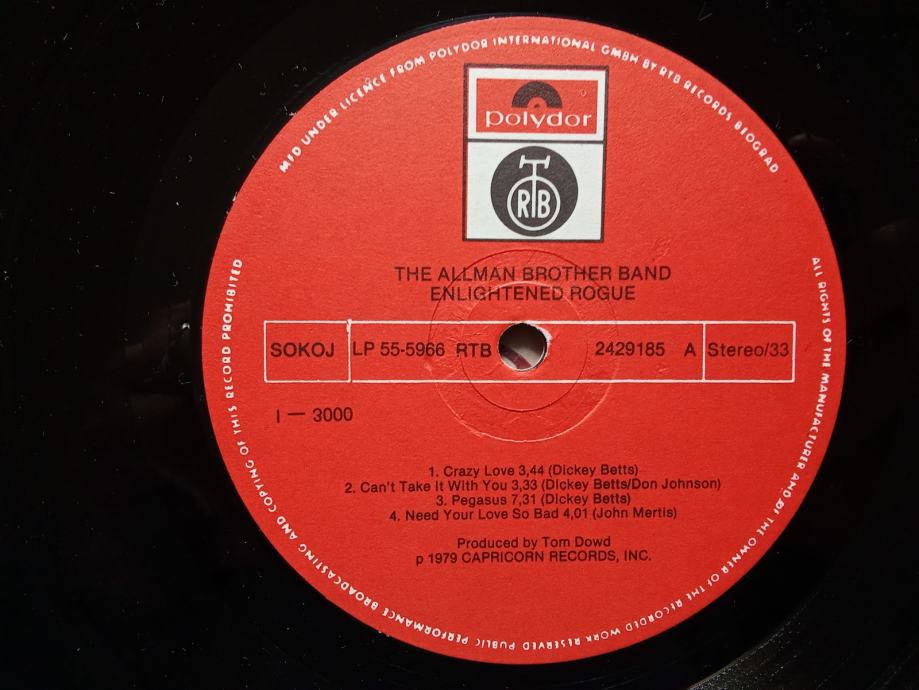 MFD UNDER LICENCE FROM POLYDOR INTERNATIONAL GMBH BY RTB RECORDS BEOGRAD
polydor
RTB
THE ALLMAN BROTHER BAND
ENLIGHTENED ROGUE
SOKOJ LP 55-5966 RTB 2429185 A Stereo/33
I — 3000
1. Crazy Love 3,44 (Dickey Betts)
2. Can't Take It With You 3,33 (Dickey Betts/Don Johnson)
3. Pegasus 7,31 (Dickey Betts)
4. Need Your Love So Bad 4,01 (John Mertis)
Produced by Tom Dowd
p 1979 CAPRICORN RECORDS, INC.
ALL RIGHTS OF THE MANUFACTURER AND OF THE OWNER OF THE RECORDED WORK RESERVED PUBLIC PERFORMANCE BROADCASTING AND COPYING OF THIS RECORD PROHIBITED